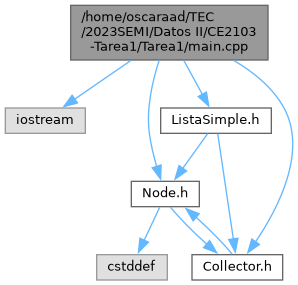 /home/oscaraad/TEC
/2023SEMI/Datos II/CE2103
-Tarea1/Tarea1/main.cpp
iostream
ListaSimple.h
Node.h
cstddef
Collector.h